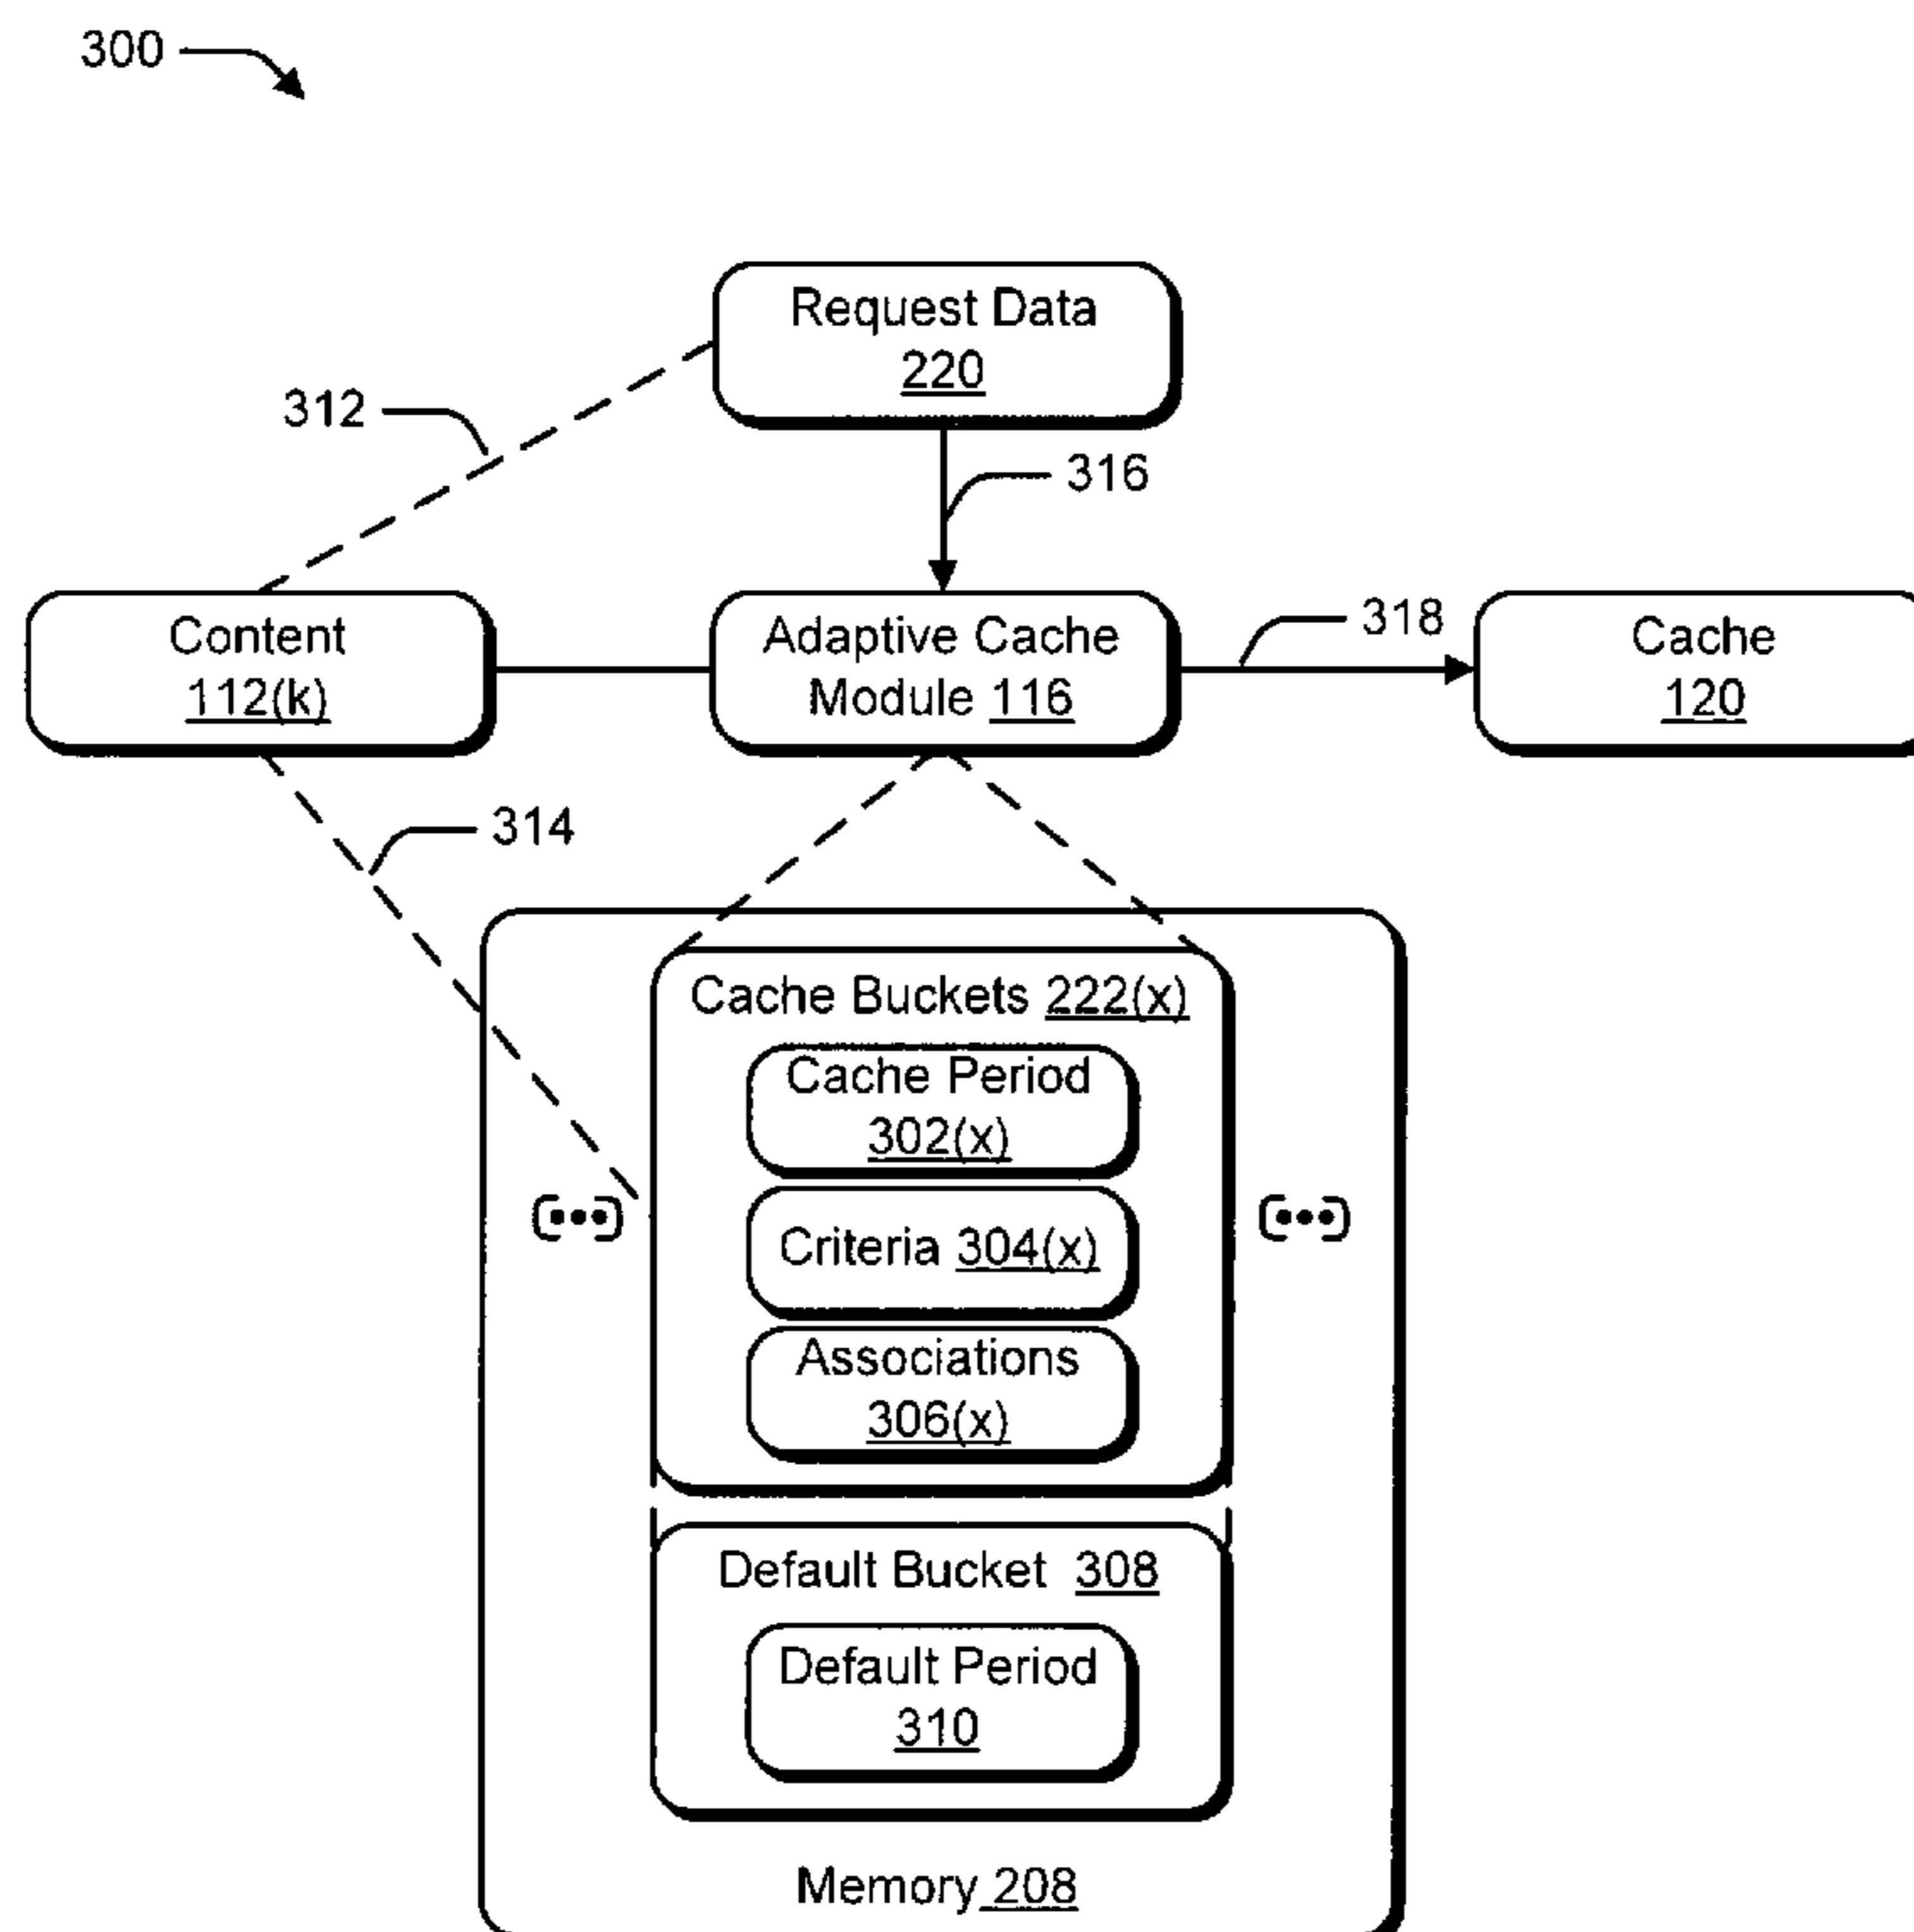 300
Request Data
220
312
316
Content
112(k)
Adaptive Cache
Module 116
318
Cache
120
314
Cache Buckets 222(x)
Cache Period
302(x)
Criteria 304(x)
Associations
306(x)
Default Bucket 308
Default Period
310
Memory 208